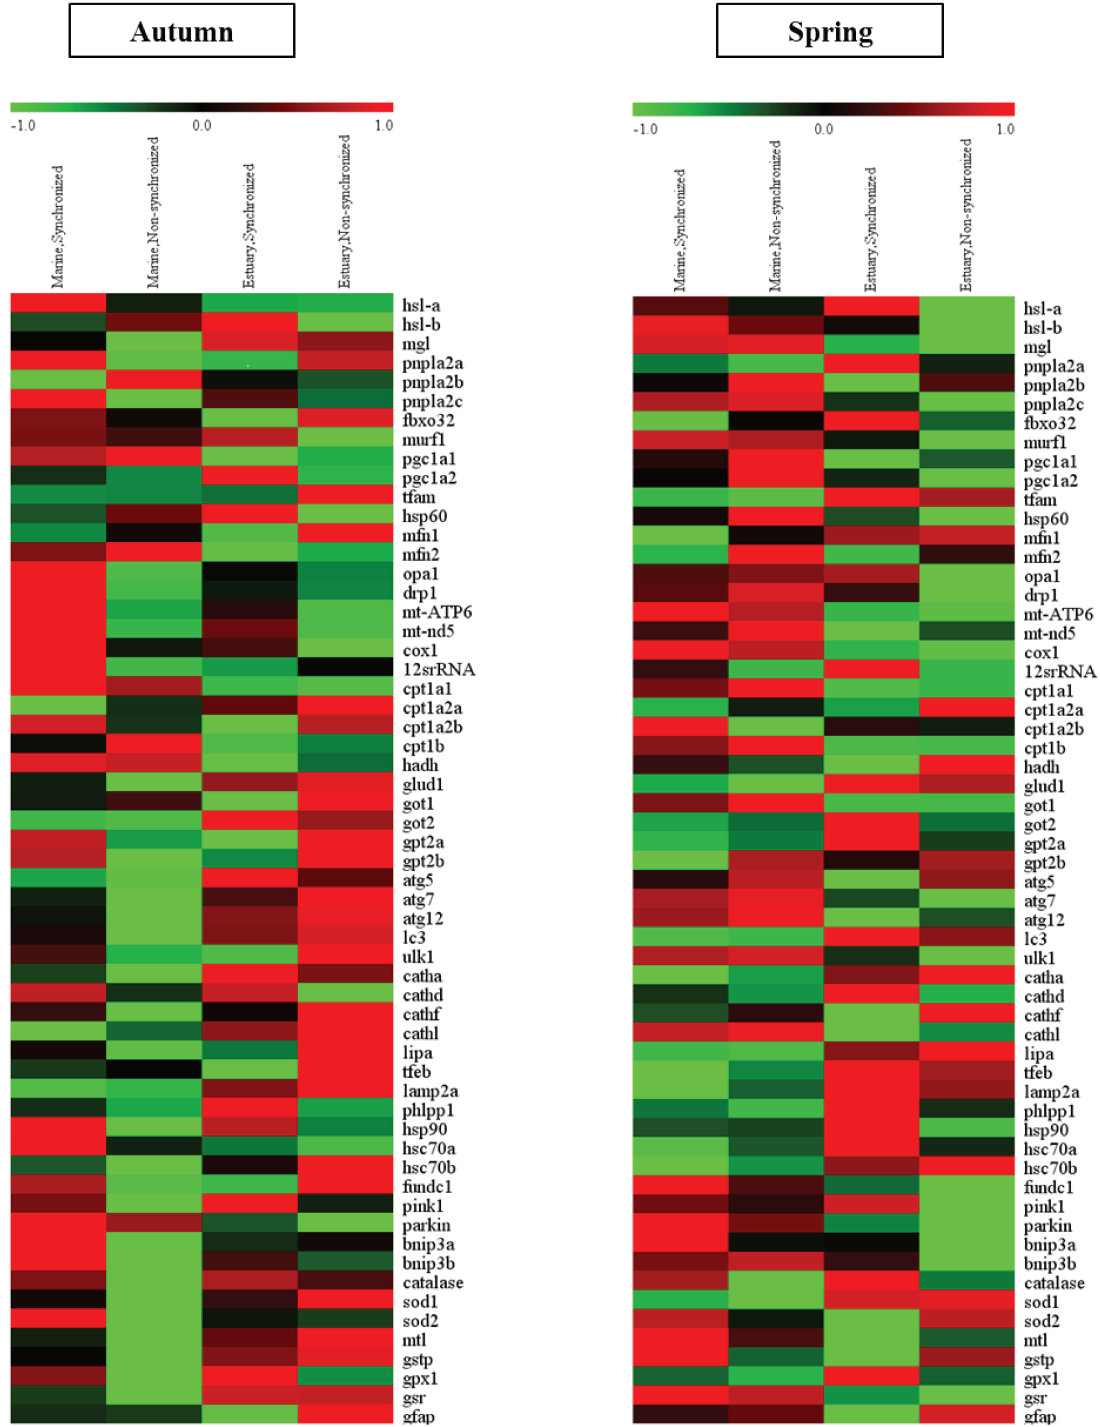 Autumn
Spring
-1.0 0.0 1.0
-1.0 0.0 1.0
Marine,Synchronized
Marine,Non-synchronized
Estuary,Synchronized
Estuary,Non-synchronized
Marine,Synchronized
Marine,Non-synchronized
Estuary,Synchronized
Estuary,Non-synchronized
hsl-a
hsl-b
mgl
pnpla2a
pnpla2b
pnpla2c
fbxo32
murf1
pgc1a1
pgc1a2
tfam
hsp60
mfn1
mfn2
opa1
drp1
mt-ATP6
mt-nd5
cox1
12srRNA
cpt1a1
cpt1a2a
cpt1a2b
cpt1b
hadh
glud1
got1
got2
gpt2a
gpt2b
atg5
atg7
atg12
lc3
ulk1
catha
cathd
cathf
cathl
lipa
tfeb
lamp2a
phlpp1
hsp90
hsc70a
hsc70b
fundc1
pink1
parkin
bnip3a
bnip3b
catalase
sod1
sod2
mtl
gstp
gpx1
gsr
gfap
hsl-a
hsl-b
mgl
pnpla2a
pnpla2b
pnpla2c
fbxo32
murf1
pgc1a1
pgc1a2
tfam
hsp60
mfn1
mfn2
opa1
drp1
mt-ATP6
mt-nd5
cox1
12srRNA
cpt1a1
cpt1a2a
cpt1a2b
cpt1b
hadh
glud1
got1
got2
gpt2a
gpt2b
atg5
atg7
atg12
lc3
ulk1
catha
cathd
cathf
cathl
lipa
tfeb
lamp2a
phlpp1
hsp90
hsc70a
hsc70b
fundc1
pink1
parkin
bnip3a
bnip3b
catalase
sod1
sod2
mtl
gstp
gpx1
gsr
gfap